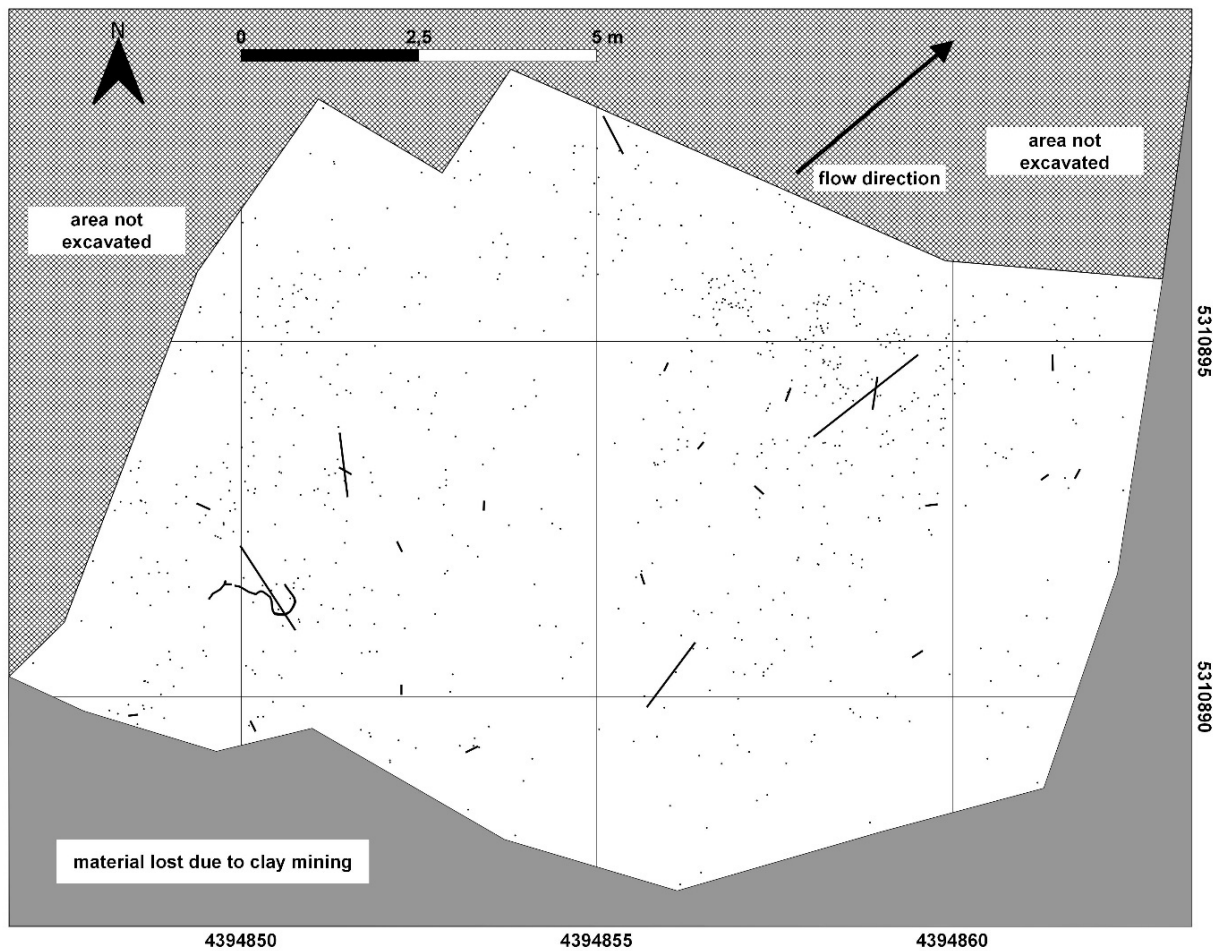 N
0
2,5
5 m
area not
excavated
flow direction
area not
excavated
5310895
5310890
material lost due to clay mining
4394850
4394855
4394860